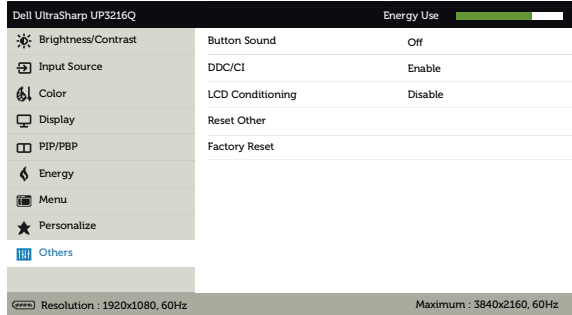 Dell UltraSharp UP3216Q Energy Use
Brightness/Contrast Button Sound Off
Input Source DDC/CI Enable
Color LCD Conditioning Disable
Display Reset Other
PIP/PBP Factory Reset
Energy
Menu
Personalize
Others
Resolution : 1920x1080, 60Hz Maximum : 3840x2160, 60Hz